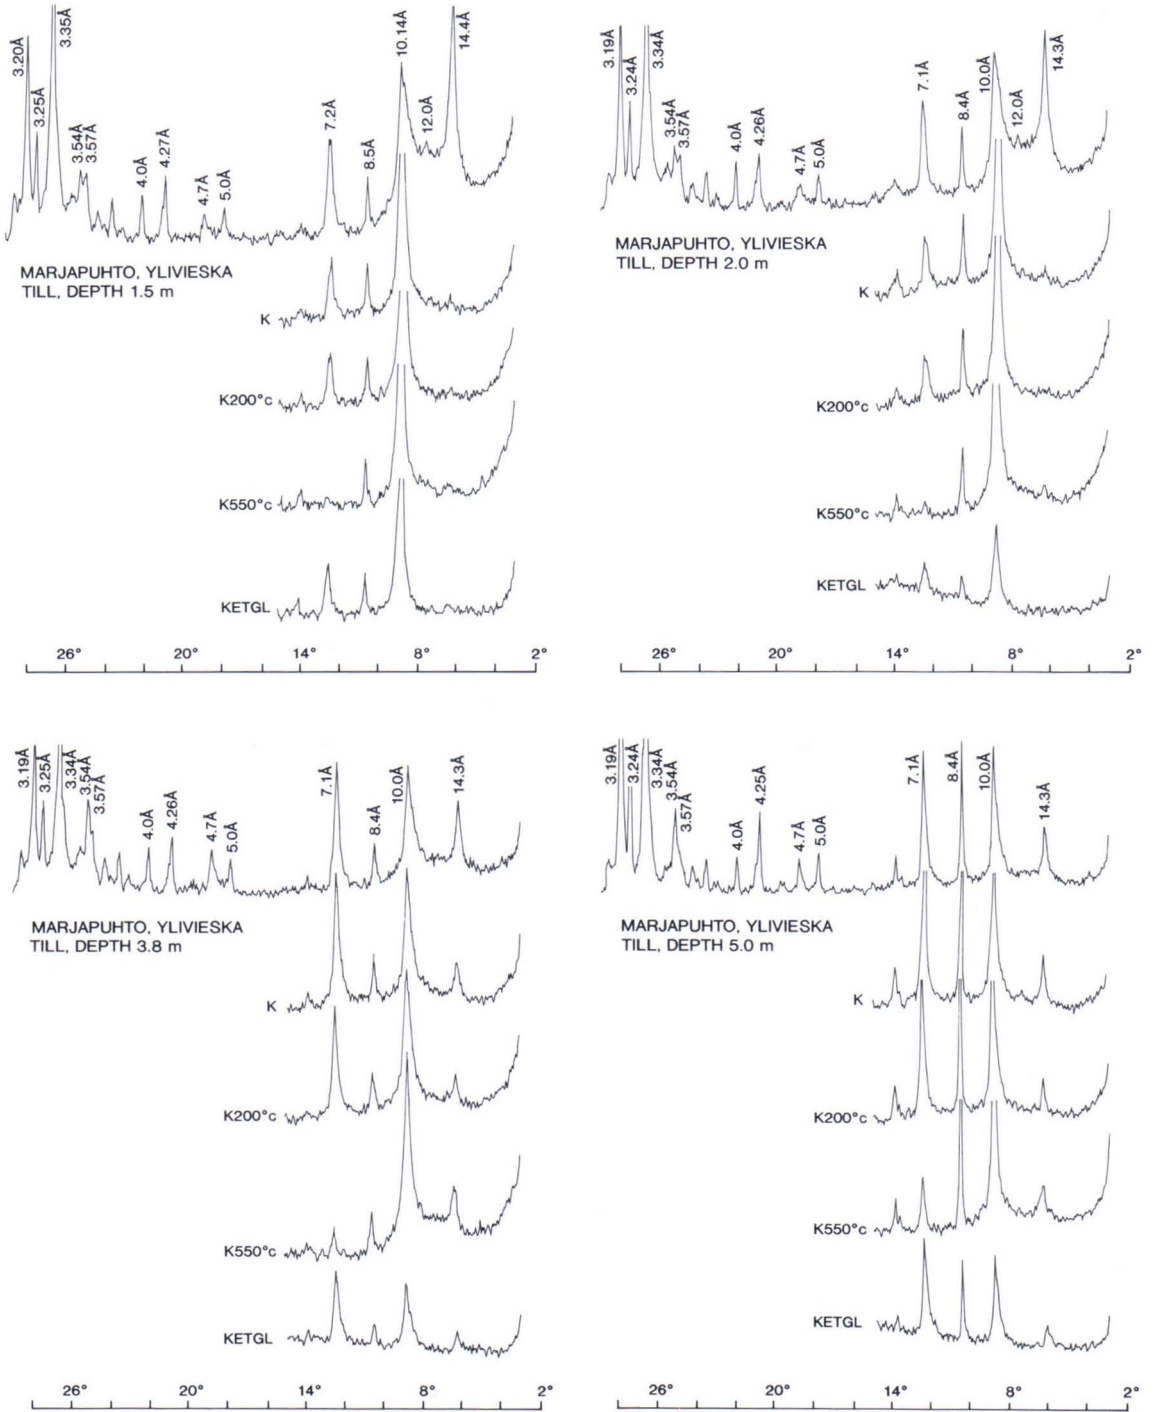 3.20Å
3.25Å
3.35Å
3.54Å
3.57Å
4.0Å
4.27Å
4.7Å
5.0Å
7.2Å
8.5Å
10.14Å
12.0Å
14.4Å
MARJAPUHTO, YLIVIESKA
TILL, DEPTH 1.5 m
K
K200°c
K550°c
KETGL
26° 20° 14° 8° 2°
3.19Å
3.24Å
3.34Å
3.54Å
3.57Å
4.0Å
4.26Å
4.7Å
5.0Å
7.1Å
8.4Å
10.0Å
12.0Å
14.3Å
MARJAPUHTO, YLIVIESKA
TILL, DEPTH 2.0 m
K
K200°c
K550°c
KETGL
26° 20° 14° 8° 2°
3.19Å
3.25Å
3.34Å
3.54Å
3.57Å
4.0Å
4.26Å
4.7Å
5.0Å
7.1Å
8.4Å
10.0Å
14.3Å
MARJAPUHTO, YLIVIESKA
TILL, DEPTH 3.8 m
K
K200°c
K550°c
KETGL
26° 20° 14° 8° 2°
3.19Å
3.24Å
3.34Å
3.54Å
3.57Å
4.0Å
4.25Å
4.7Å
5.0Å
7.1Å
8.4Å
10.0Å
14.3Å
MARJAPUHTO, YLIVIESKA
TILL, DEPTH 5.0 m
K
K200°c
K550°c
KETGL
26° 20° 14° 8° 2°